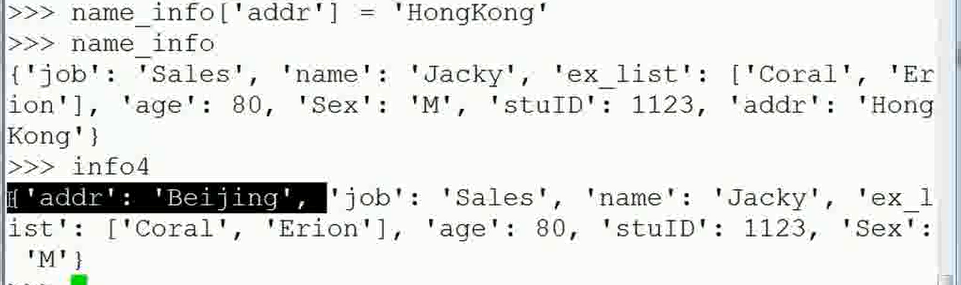 >>> name_info['addr'] = 'HongKong'
>>> name_info
{'job': 'Sales', 'name': 'Jacky', 'ex_list': ['Coral', 'Er
ion'], 'age': 80, 'Sex': 'M', 'stuID': 1123, 'addr': 'Hong
Kong'}
>>> info4
{'addr': 'Beijing', 'job': 'Sales', 'name': 'Jacky', 'ex_l
ist': ['Coral', 'Erion'], 'age': 80, 'stuID': 1123, 'Sex':
 'M'}
>>>